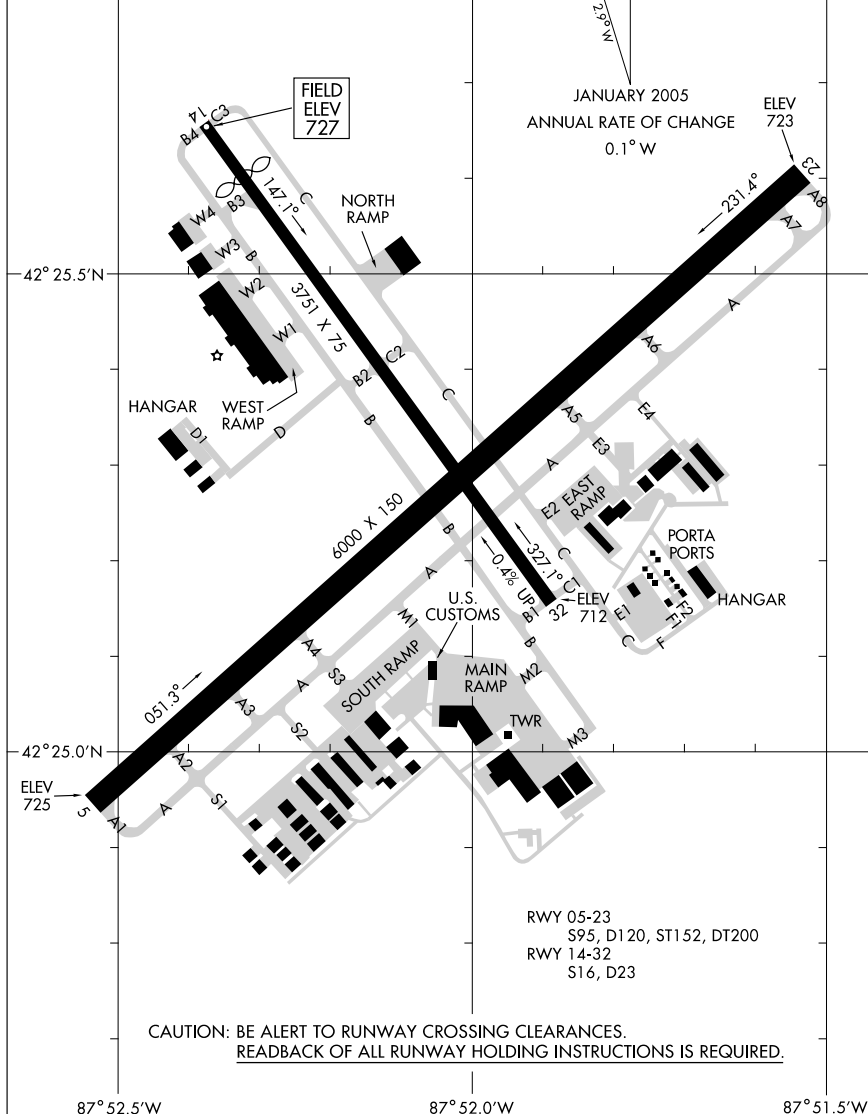 2.9° W
JANUARY 2005
ANNUAL RATE OF CHANGE
0.1° W
FIELD
ELEV
727
ELEV
723
14
C3
B4
23
A8
A7
147.1°
C
NORTH
RAMP
231.4°
B3
W4
W3
B
W2
W1
42° 25.5'N
3751 X 75
A
A6
C2
B2
HANGAR
WEST
RAMP
D1
D
B
C
A5
E4
E3
A
E2
EAST
RAMP
6000 X 150
B
PORTA
PORTS
A
0.4% UP
327.1°
C
C1
U.S.
CUSTOMS
B1
32
ELEV
712
E1
F1
F2
HANGAR
C
F
M1
B
A4
S3
SOUTH RAMP
MAIN
RAMP
M2
051.3°
A
A3
S2
TWR
M3
42° 25.0'N
A2
ELEV
725
5
A1
A
S1
RWY 05-23
S95, D120, ST152, DT200
RWY 14-32
S16, D23
CAUTION: BE ALERT TO RUNWAY CROSSING CLEARANCES.
READBACK OF ALL RUNWAY HOLDING INSTRUCTIONS IS REQUIRED.
87° 52.5'W
87° 52.0'W
87° 51.5'W